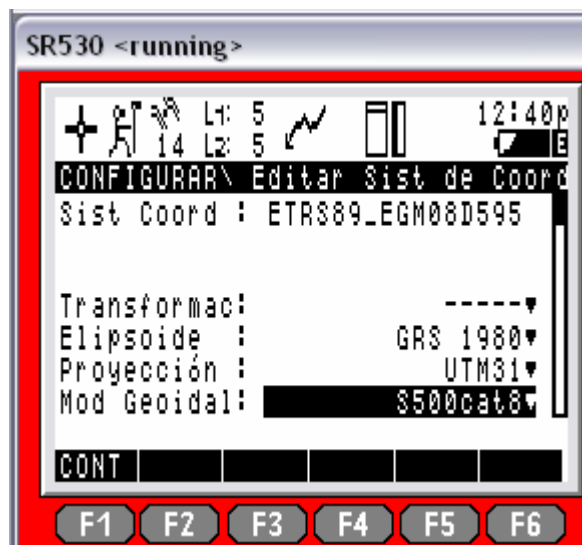 SR530 <running>
L1: 5 12:40p
14 L2: 5
CONFIGURAR\ Editar Sist de Coord
Sist Coord : ETRS89_EGM08D595
Transformac: -----
Elipsoide : GRS 1980
Proyección : UTM31
Mod Geoidal: S500cat8
CONT
F1 F2 F3 F4 F5 F6